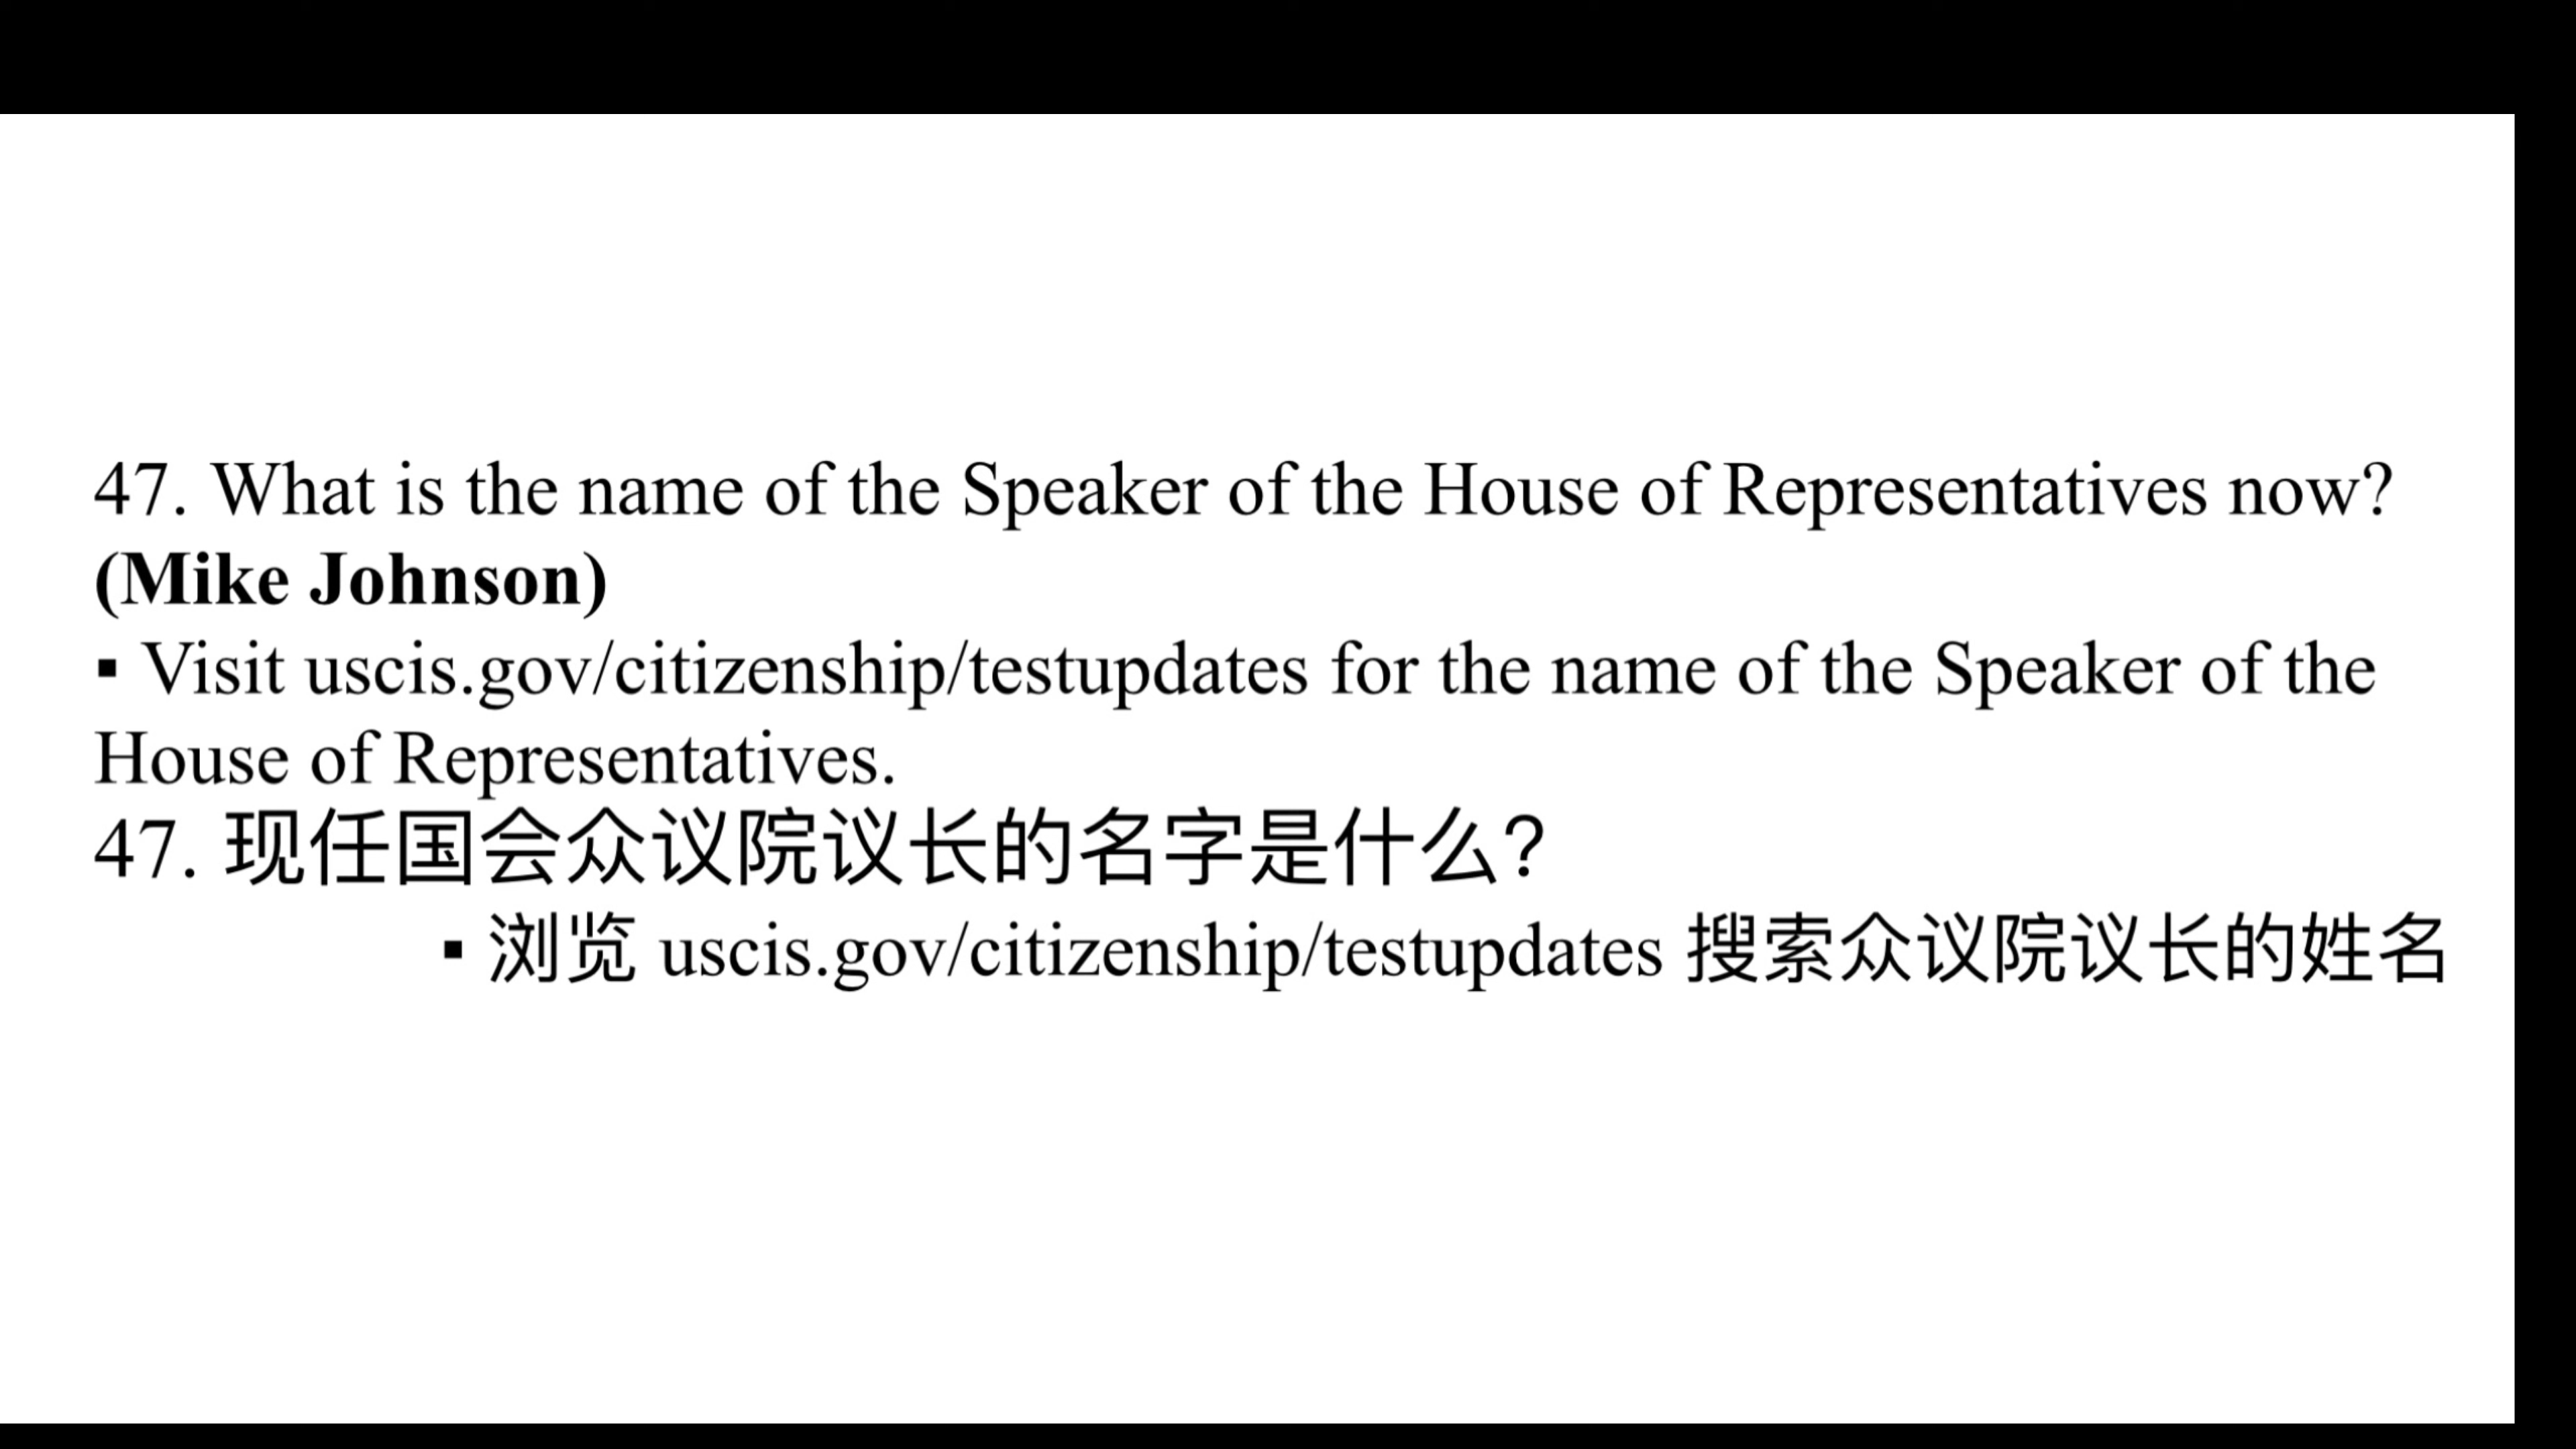 47. What is the name of the Speaker of the House of Representatives now?
(Mike Johnson)
▪ Visit uscis.gov/citizenship/testupdates for the name of the Speaker of the
House of Representatives.
47. 现任国会众议院议长的名字是什么?
▪ 浏览 uscis.gov/citizenship/testupdates 搜索众议院议长的姓名